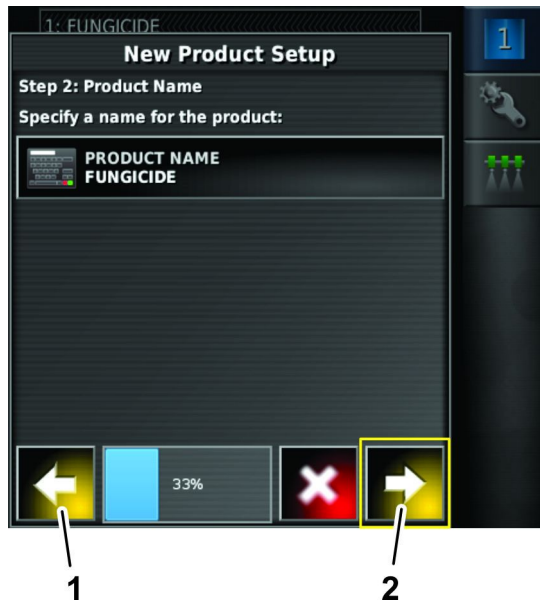 1: FUNGICIDE
New Product Setup
1
Step 2: Product Name
Specify a name for the product:
PRODUCT NAME
FUNGICIDE
33%
1
2